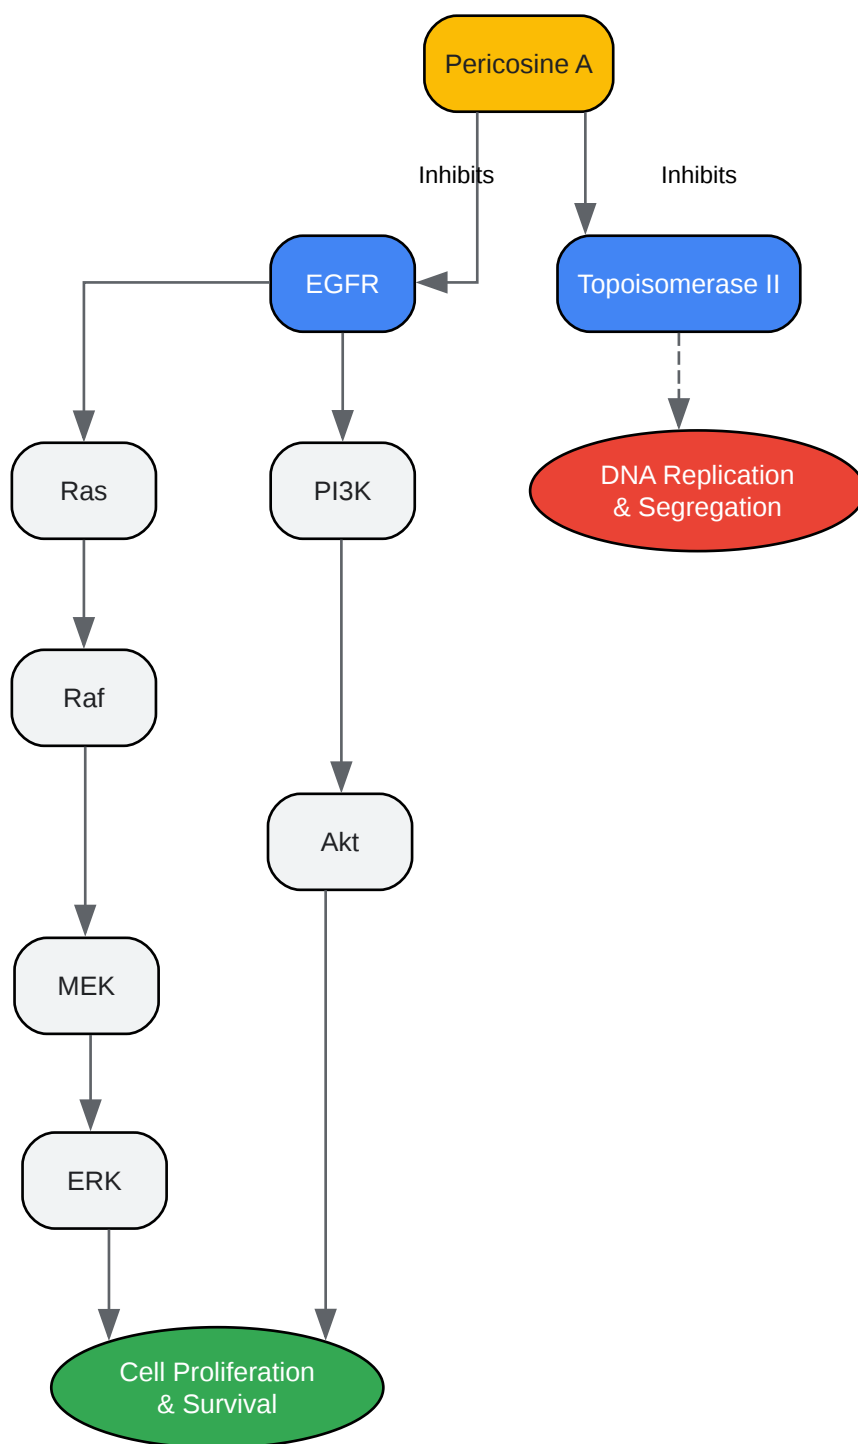 Pericosine A
Inhibits
Inhibits
EGFR
Topoisomerase II
Ras
PI3K
DNA Replication
& Segregation
Raf
Akt
MEK
ERK
Cell Proliferation
& Survival